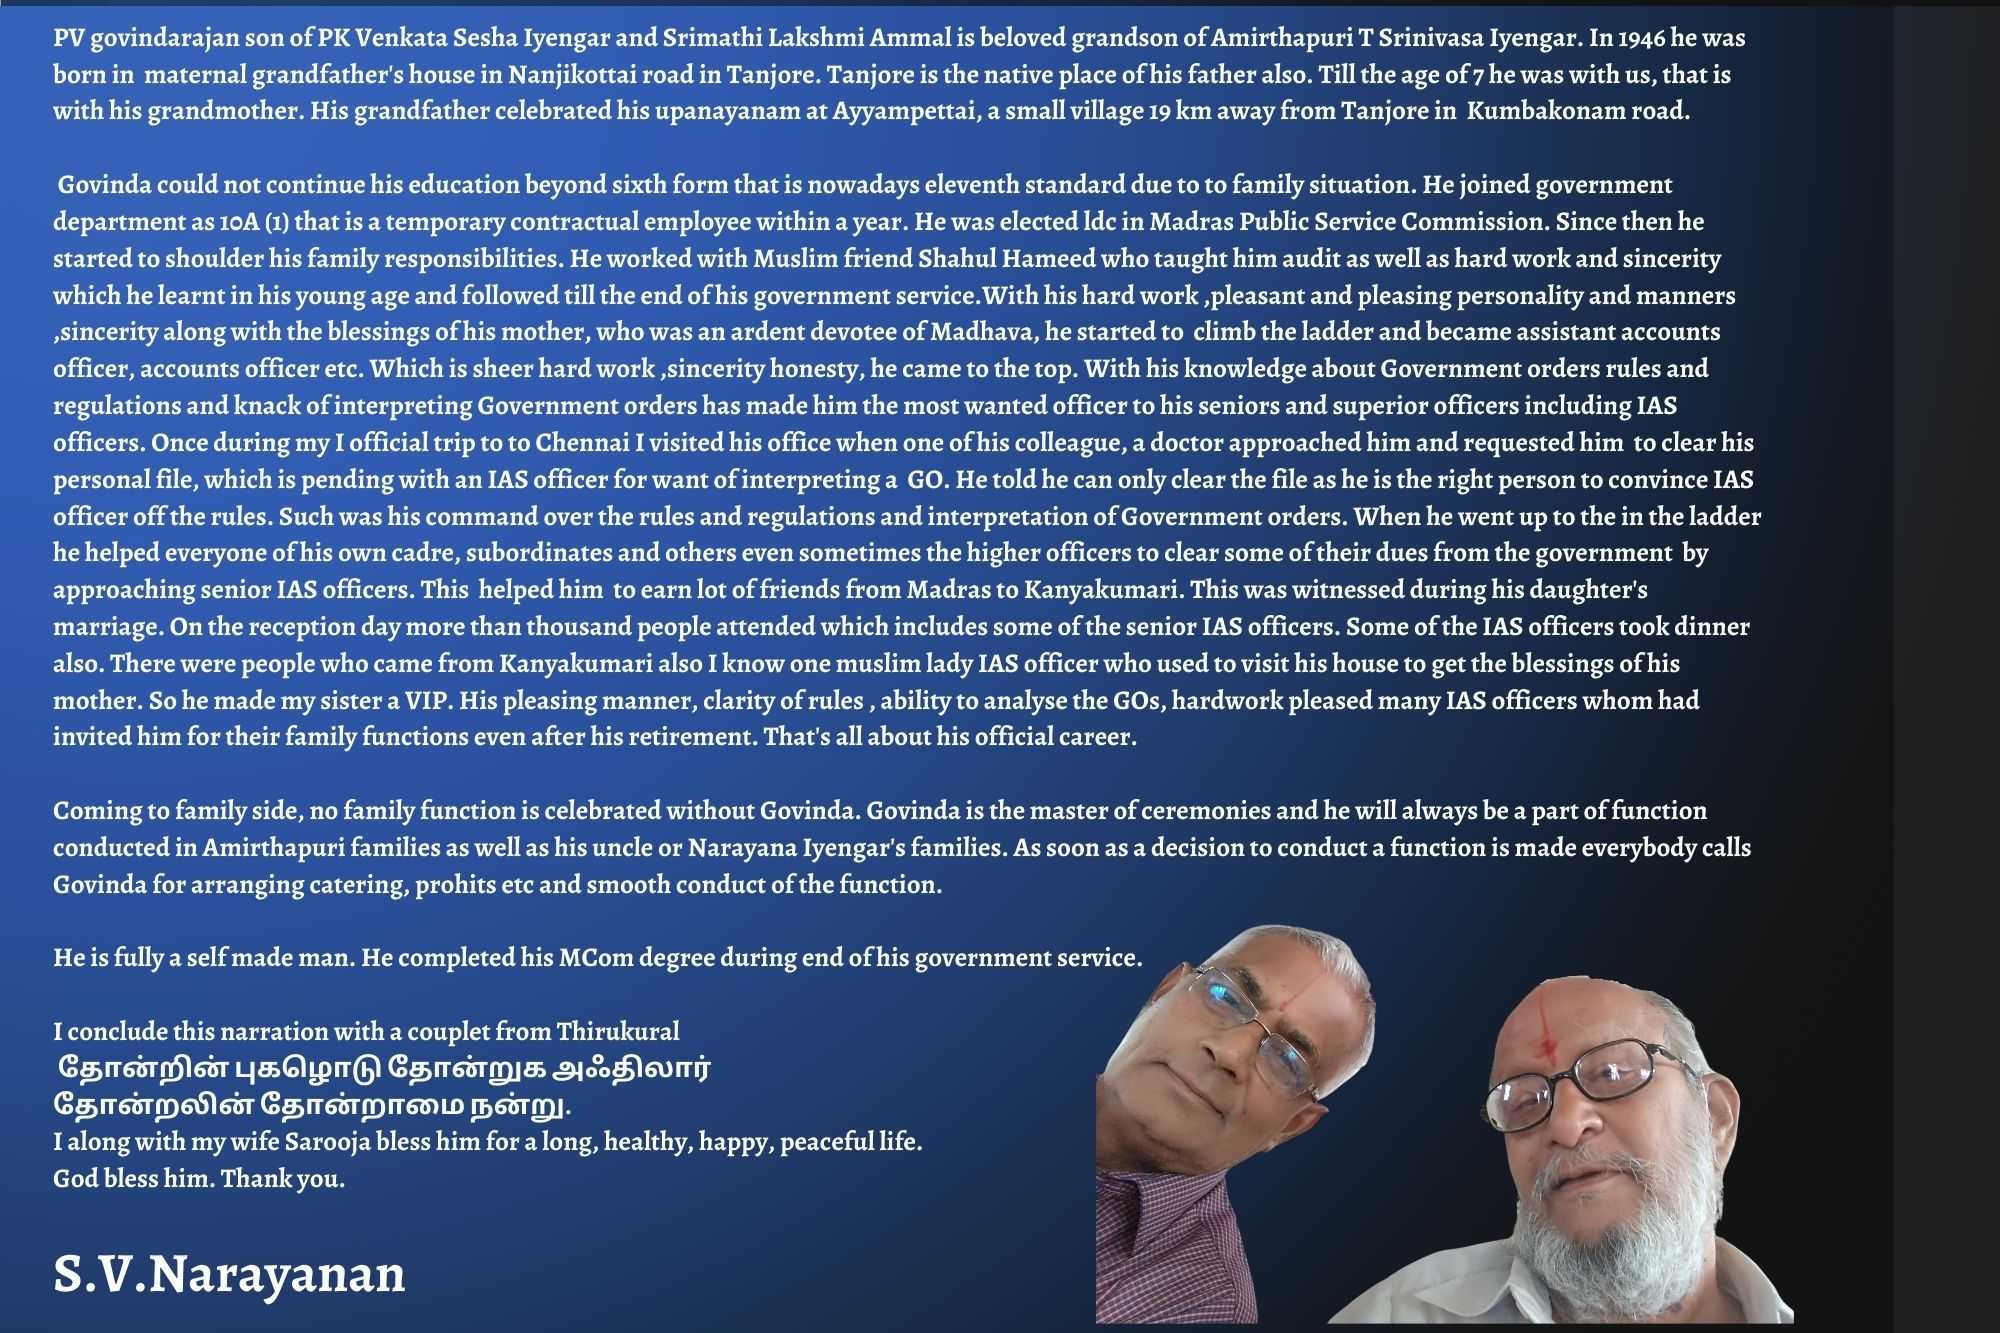 PV govindarajan son of PK Venkata Sesha Iyengar and Srimathi Lakshmi Ammal is beloved grandson of Amirthapuri T Srinivasa Iyengar. In 1946 he was
born in maternal grandfather's house in Nanjikottai road in Tanjore. Tanjore is the native place of his father also. Till the age of 7 he was with us, that is
with his grandmother. His grandfather celebrated his upanayanam at Ayyampettai, a small village 19 km away from Tanjore in Kumbakonam road.
Govinda could not continue his education beyond sixth form that is nowadays eleventh standard due to to family situation. He joined government
department as 10A (1) that is a temporary contractual employee within a year. He was elected ldc in Madras Public Service Commission. Since then he
started to shoulder his family responsibilities. He worked with Muslim friend Shahul Hameed who taught him audit as well as hard work and sincerity
which he learnt in his young age and followed till the end of his government service.With his hard work ,pleasant and pleasing personality and manners
,sincerity along with the blessings of his mother, who was an ardent devotee of Madhava, he started to climb the ladder and became assistant accounts
officer, accounts officer etc. Which is sheer hard work ,sincerity honesty, he came to the top. With his knowledge about Government orders rules and
regulations and knack of interpreting Government orders has made him the most wanted officer to his seniors and superior officers including IAS
officers. Once during my I official trip to to Chennai I visited his office when one of his colleague, a doctor approached him and requested him to clear his
personal file, which is pending with an IAS officer for want of interpreting a GO. He told he can only clear the file as he is the right person to convince IAS
officer off the rules. Such was his command over the rules and regulations and interpretation of Government orders. When he went up to the in the ladder
he helped everyone of his own cadre, subordinates and others even sometimes the higher officers to clear some of their dues from the government by
approaching senior IAS officers. This helped him to earn lot of friends from Madras to Kanyakumari. This was witnessed during his daughter's
marriage. On the reception day more than thousand people attended which includes some of the senior IAS officers. Some of the IAS officers took dinner
also. There were people who came from Kanyakumari also I know one muslim lady IAS officer who used to visit his house to get the blessings of his
mother. So he made my sister a VIP. His pleasing manner, clarity of rules , ability to analyse the GOs, hardwork pleased many IAS officers whom had
invited him for their family functions even after his retirement. That's all about his official career.
Coming to family side, no family function is celebrated without Govinda. Govinda is the master of ceremonies and he will always be a part of function
conducted in Amirthapuri families as well as his uncle or Narayana Iyengar's families. As soon as a decision to conduct a function is made everybody calls
Govinda for arranging catering, prohits etc and smooth conduct of the function.
He is fully a self made man. He completed his MCom degree during end of his government service.
I conclude this narration with a couplet from Thirukural
தோன்றின் புகழொடு தோன்றுக அஃதிலார்
தோன்றலின் தோன்றாமை நன்று.
I along with my wife Sarooja bless him for a long, healthy, happy, peaceful life.
God bless him. Thank you.
S.V.Narayanan